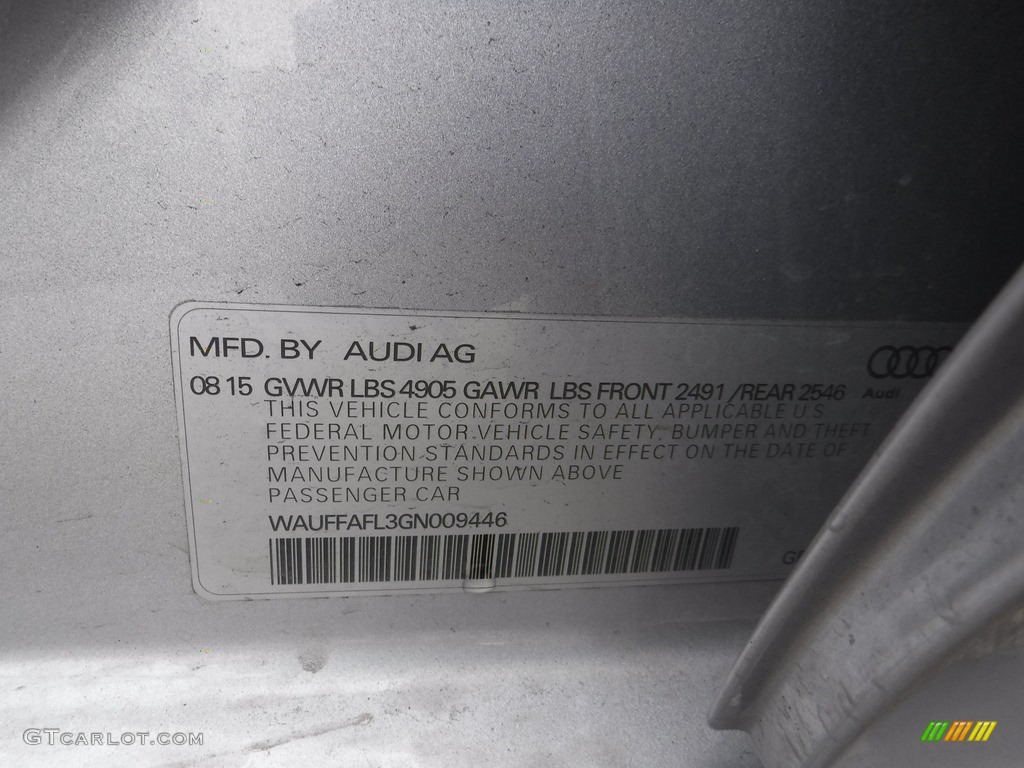 MFD. BY AUDI AG
08 15 GVWR LBS 4905 GAWR LBS FRONT 2491 /REAR 2546
Audi
THIS VEHICLE CONFORMS TO ALL APPLICABLE U.S
FEDERAL MOTOR VEHICLE SAFETY, BUMPER AND THEFT
PREVENTION STANDARDS IN EFFECT ON THE DATE OF
MANUFACTURE SHOWN ABOVE
PASSENGER CAR
WAUFFAFL3GN009446
GTCARLOT.COM